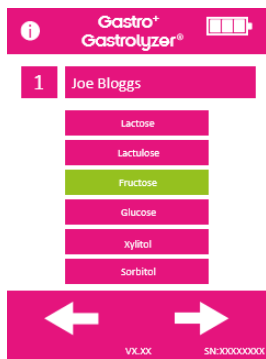 i
Gastro+
Gastrolyzer®
1 Joe Bloggs
Lactose
Lactulose
Fructose
Glucose
Xylitol
Sorbitol
VX.XX SN:XXXXXXXX